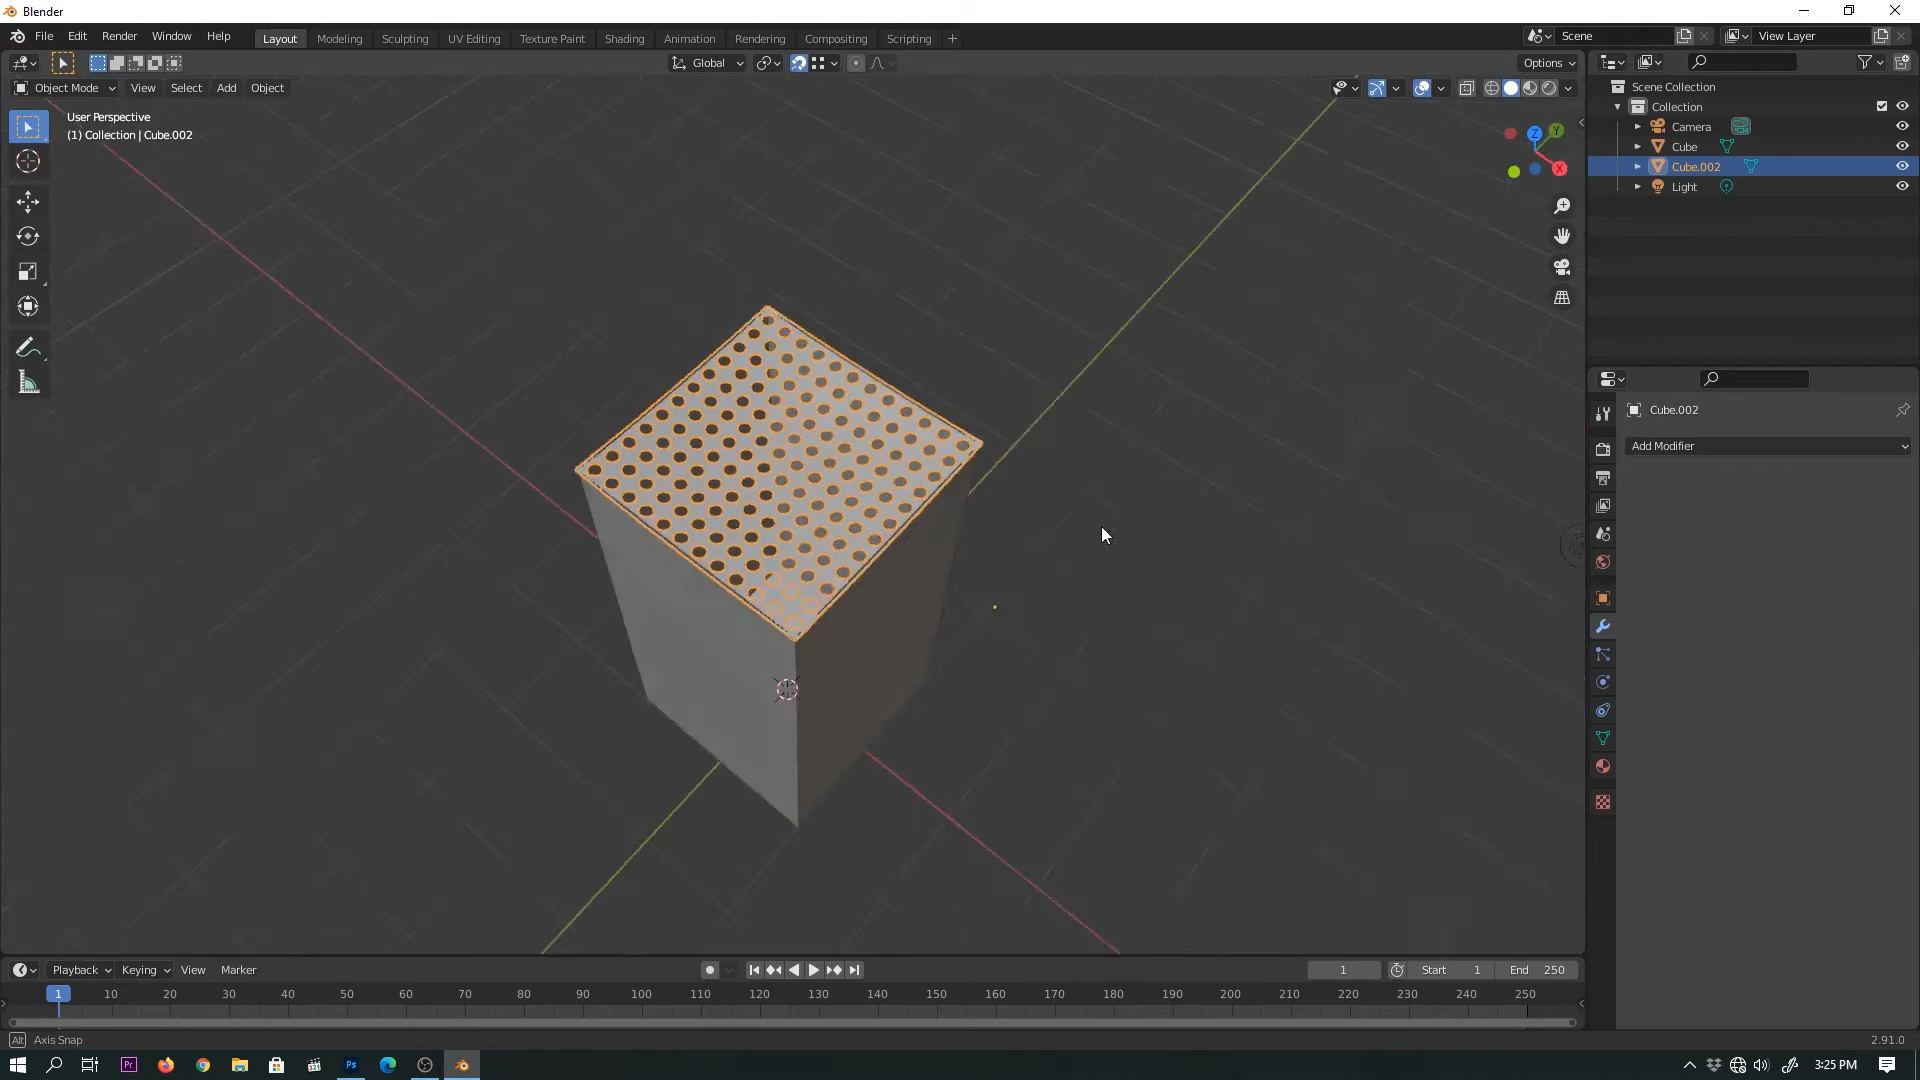 Blender
File Edit Render Window Help
Layout Modeling Sculpting UV Editing Texture Paint Shading Animation Rendering Compositing Scripting +
Scene
View Layer
Global
Options
Object Mode View Select Add Object
User Perspective
(1) Collection | Cube.002
Z
Y
X
Scene Collection
Collection
Camera
Cube
Cube.002
Light
Cube.002
Add Modifier
Playback Keying View Marker
1
Start 1
End 250
1 10 20 30 40 50 60 70 80 90 100 110 120 130 140 150 160 170 180 190 200 210 220 230 240 250
Alt Axis Snap
2.91.0
Pr
321
Ps
3:25 PM